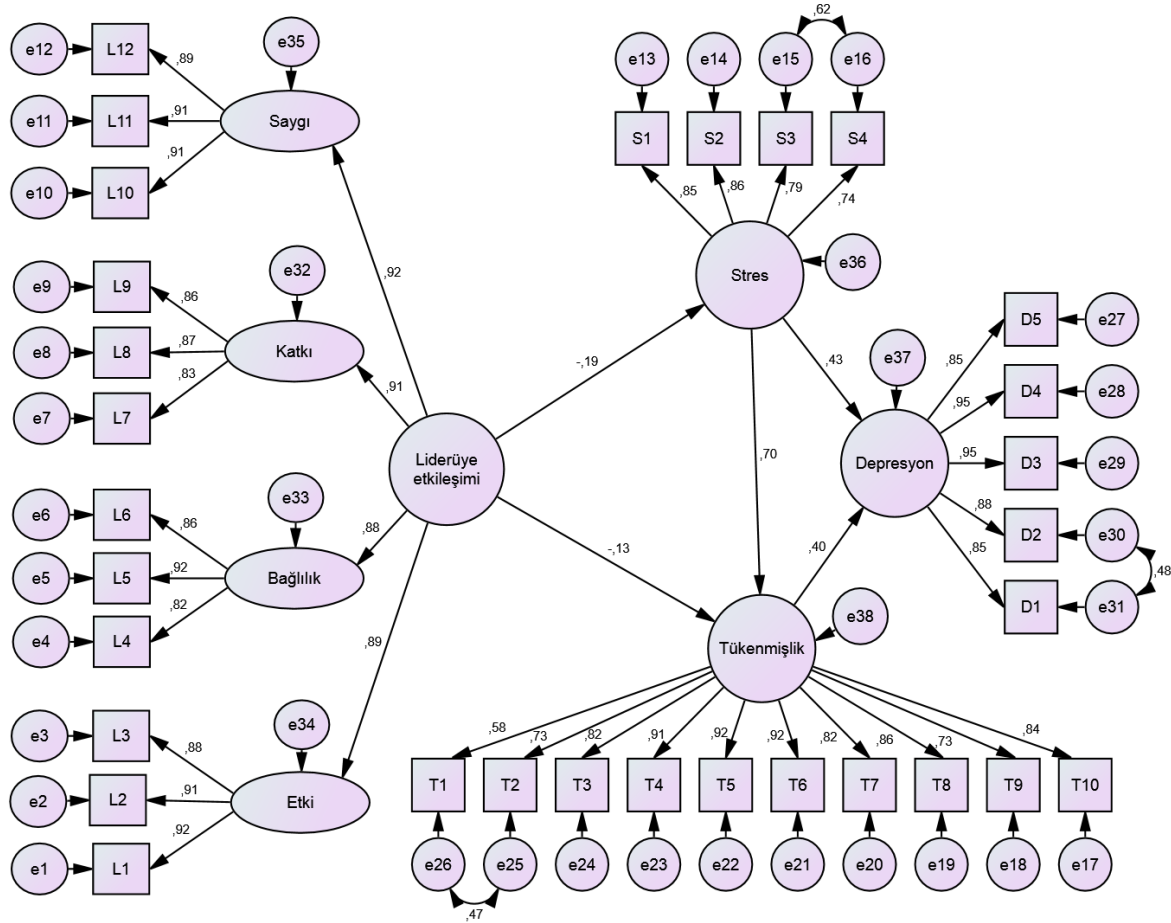 e12
L12
,89
e35
e11
L11
,91
Saygı
e10
L10
,91
,92
e9
L9
,86
e32
e8
L8
,87
Katkı
e7
L7
,83
,91
Liderüye
etkileşimi
e6
L6
,86
e33
e5
L5
,92
Bağlılık
e4
L4
,82
,88
,89
e3
L3
,88
e34
e2
L2
,91
Etki
e1
L1
,92
,62
e13
e14
e15
e16
S1
S2
S3
S4
,85
,86
,79
,74
Stres
e36
-,19
,43
,70
-,13
,40
e37
Depresyon
,85
D5
e27
,95
D4
e28
,95
D3
e29
,88
D2
e30
,85
D1
e31
,48
Tükenmişlik
e38
,58
,73
,82
,91
,92
,92
,82
,86
,73
,84
T1
T2
T3
T4
T5
T6
T7
T8
T9
T10
e26
e25
e24
e23
e22
e21
e20
e19
e18
e17
,47